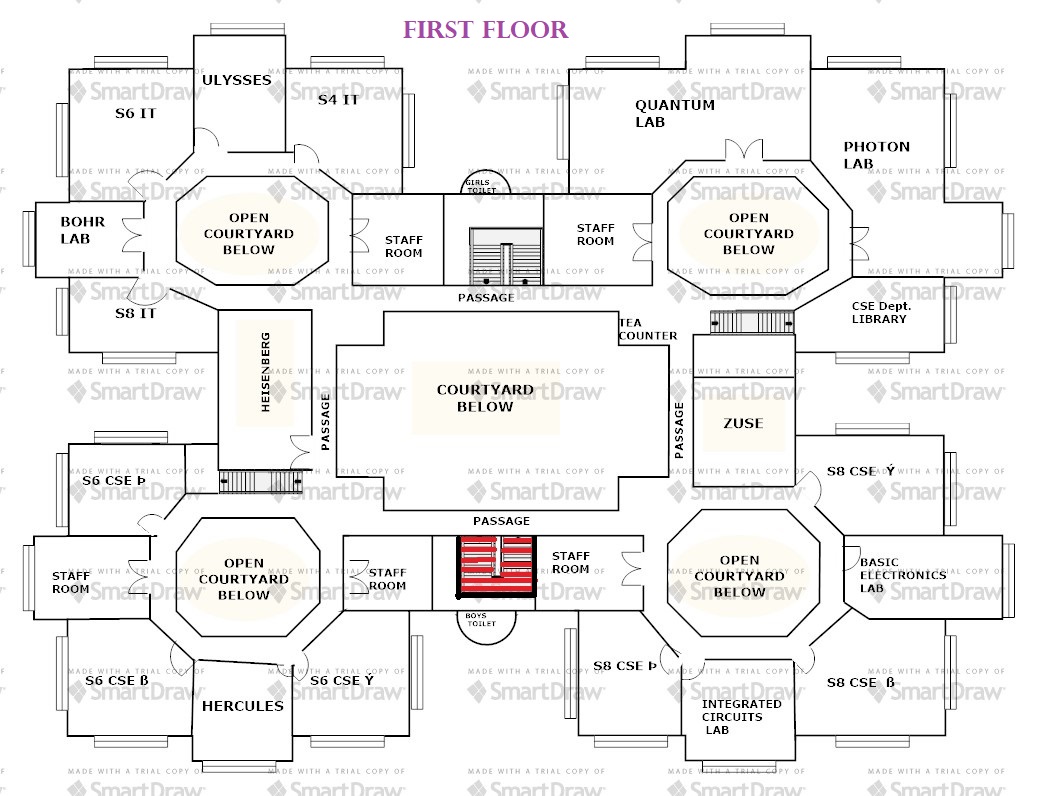 FIRST FLOOR
ULYSSES
S6 IT
S4 IT
QUANTUM
LAB
PHOTON
LAB
GIRLS
TOILET
BOHR
LAB
OPEN
COURTYARD
BELOW
STAFF
ROOM
STAFF
ROOM
OPEN
COURTYARD
BELOW
PASSAGE
S8 IT
CSE Dept.
LIBRARY
TEA
COUNTER
HEISENBERG
PASSAGE
COURTYARD
BELOW
PASSAGE
ZUSE
S6 CSE Þ
S8 CSE Ý
PASSAGE
STAFF
ROOM
OPEN
COURTYARD
BELOW
STAFF
ROOM
STAFF
ROOM
OPEN
COURTYARD
BELOW
BASIC
ELECTRONICS
LAB
BOYS
TOILET
S6 CSE ß
S6 CSE Ý
S8 CSE Þ
S8 CSE ß
HERCULES
INTEGRATED
CIRCUITS
LAB
MADE WITH A TRIAL COPY OF
SmartDraw